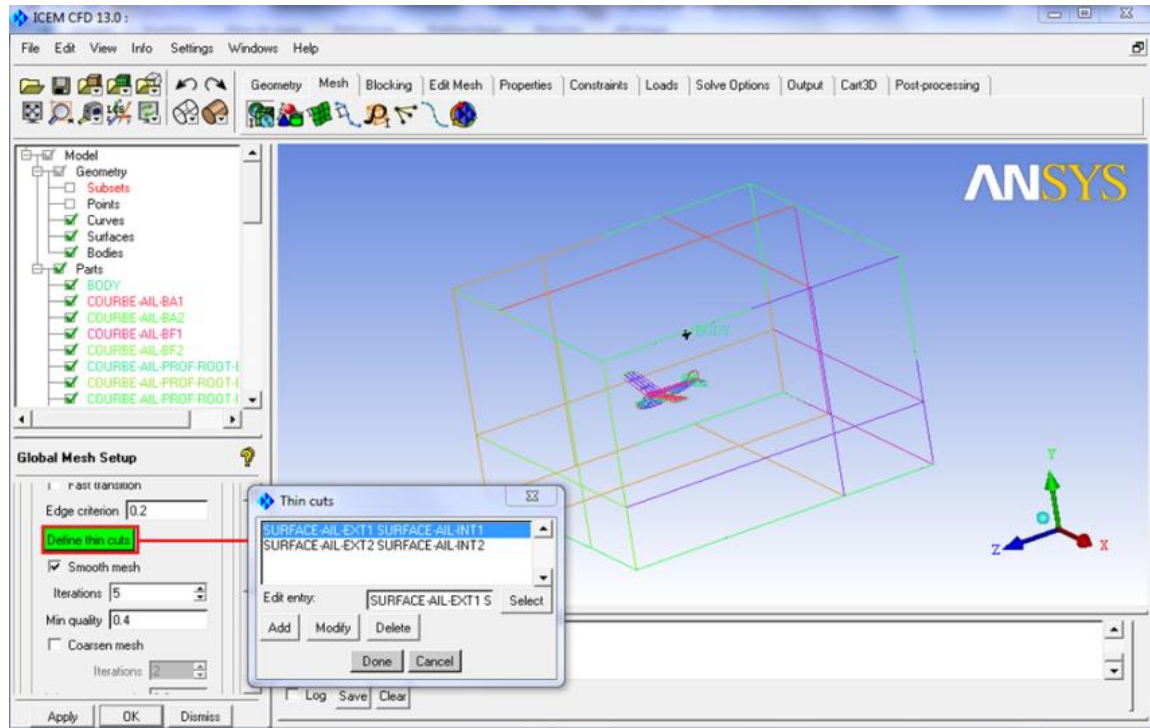 ICEM CFD 13.0 :
File Edit View Info Settings Windows Help
Geometry Mesh Blocking Edit Mesh Properties Constraints Loads Solve Options Output Cart3D Post-processing
Model
Geometry
Subsets
Points
Curves
Surfaces
Bodies
Parts
BODY
COURBE-AIL-BA1
COURBE-AIL-BA2
COURBE-AIL-BF1
COURBE-AIL-BF2
COURBE-AIL-PROF-ROOT-I
COURBE-AIL-PROF-ROOT-I
COURBE-AIL-PROF-ROOT-I
ANSYS
BODY
Y
Z
X
Global Mesh Setup
Fast transition
Edge criterion 0.2
Define thin cuts
Smooth mesh
Iterations 5
Min quality 0.4
Coarsen mesh
Iterations 2
Apply OK Dismiss
Thin cuts
SURFACE-AIL-EXT1 SURFACE-AIL-INT1
SURFACE-AIL-EXT2 SURFACE-AIL-INT2
Edit entry: SURFACE-AIL-EXT1 S Select
Add Modify Delete
Done Cancel
Log Save Clear